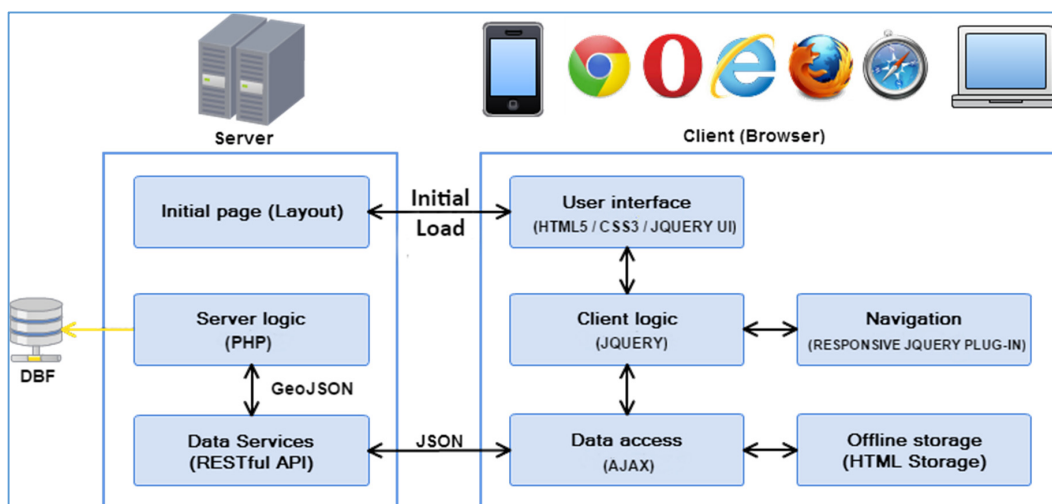 Server
Client (Browser)
Initial page (Layout)
Initial
Load
User interface
(HTML5 / CSS3 / JQUERY UI)
Server logic
(PHP)
Client logic
(JQUERY)
Navigation
(RESPONSIVE JQUERY PLUG-IN)
DBF
GeoJSON
Data Services
(RESTful API)
JSON
Data access
(AJAX)
Offline storage
(HTML Storage)